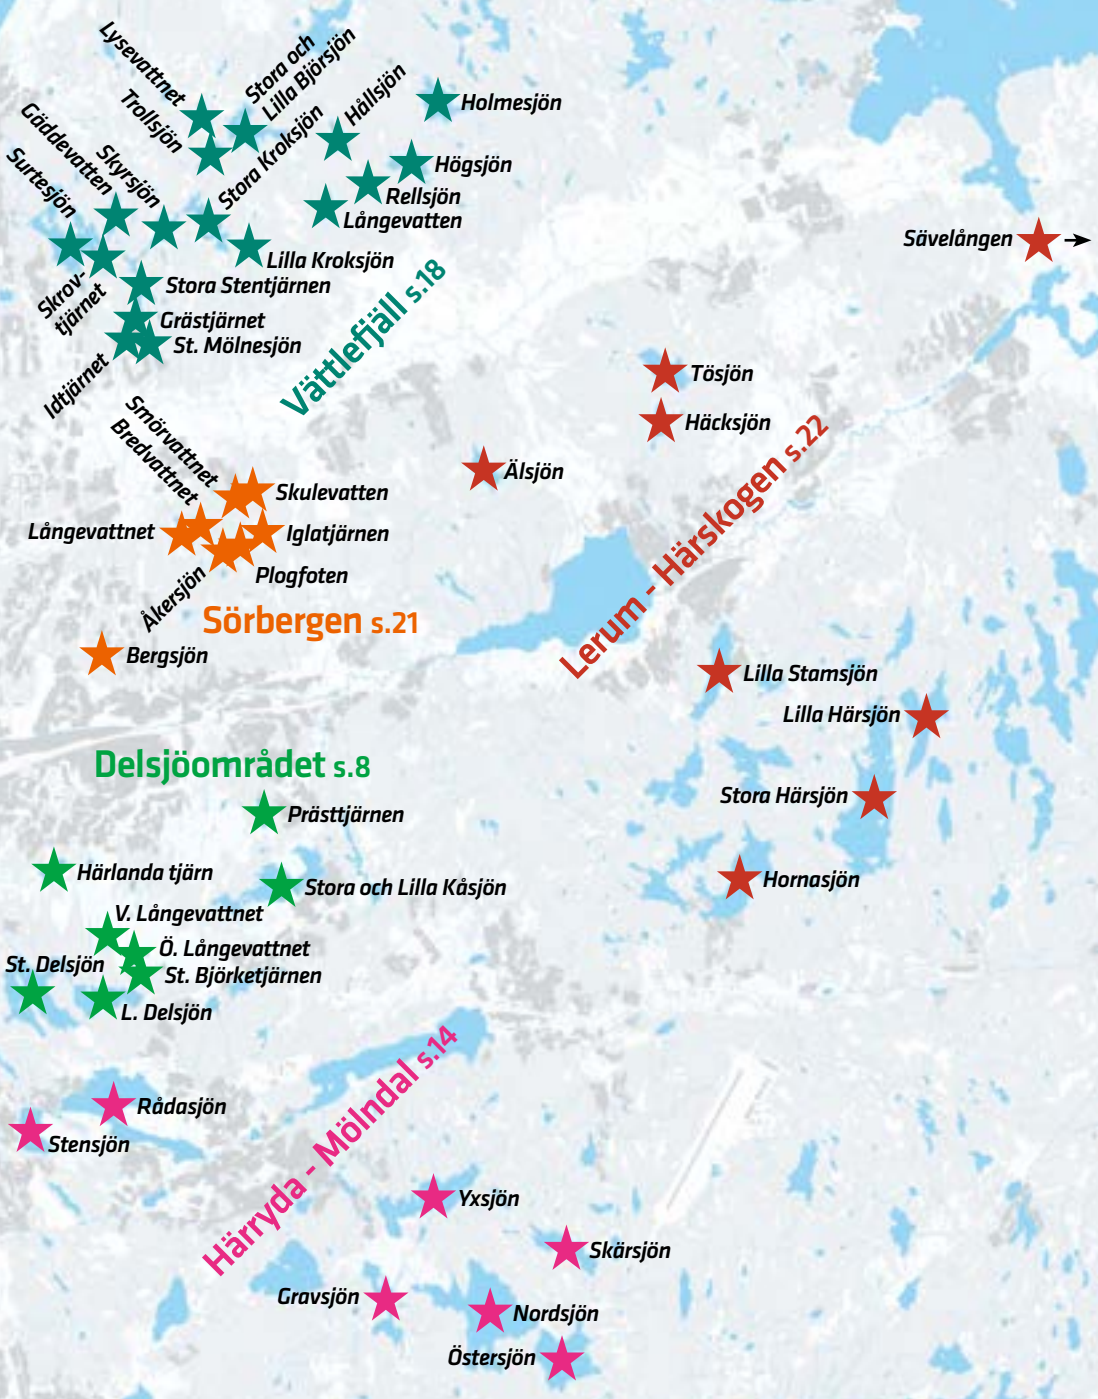 Lysevattnet
Stora och
Lilla Björsjön
Trollsjön
Hållsjön
Holmesjön
Gäddevatten
Skyrsjön
Stora Kroksjön
Surtesjön
Högsjön
Rellsjön
Långevatten
Sävelången
Lilla Kroksjön
Skrov-
tjärnet
Stora Stentjärnen
Grästjärnet
St. Mölnesjön
Idtjärnet
Vättlefjäll s.18
Tösjön
Häcksjön
Älsjön
Lerum - Härskogen s.22
Smörvattnet
Bredvattnet
Skulevatten
Långevattnet
Iglatjärnen
Plogfoten
Åkersjön
Sörbergen s.21
Bergsjön
Lilla Stamsjön
Lilla Härsjön
Stora Härsjön
Hornasjön
Delsjöområdet s.8
Prästtjärnen
Härlanda tjärn
Stora och Lilla Kåsjön
V. Långevattnet
Ö. Långevattnet
St. Delsjön
St. Björketjärnen
L. Delsjön
Härryda - Mölndal s.14
Rådasjön
Stensjön
Yxsjön
Skärsjön
Gravsjön
Nordsjön
Östersjön